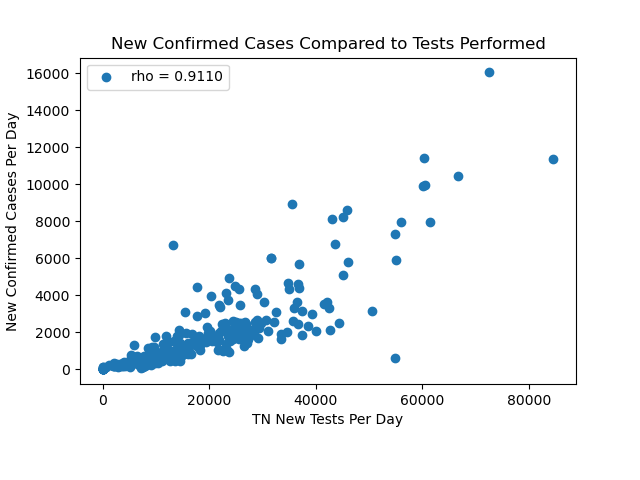 New Confirmed Cases Compared to Tests Performed
rho = 0.9110
New Confirmed Caeses Per Day
16000
14000
12000
10000
8000
6000
4000
2000
0
0 20000 40000 60000 80000
TN New Tests Per Day